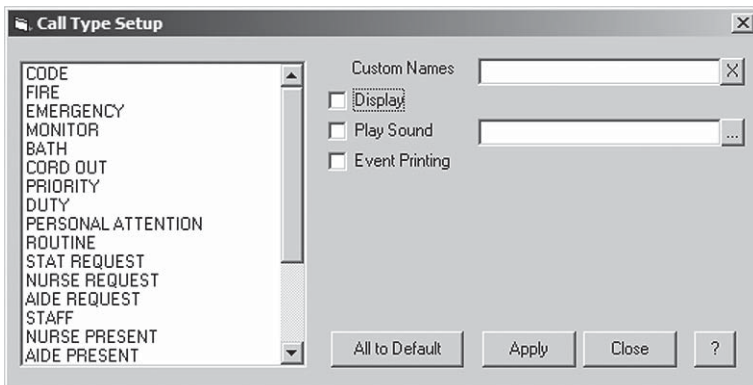 Call Type Setup
CODE
FIRE
EMERGENCY
MONITOR
BATH
CORD OUT
PRIORITY
DUTY
PERSONAL ATTENTION
ROUTINE
STAT REQUEST
NURSE REQUEST
AIDE REQUEST
STAFF
NURSE PRESENT
AIDE PRESENT
Custom Names
X
Display
Play Sound
...
Event Printing
All to Default
Apply
Close
?